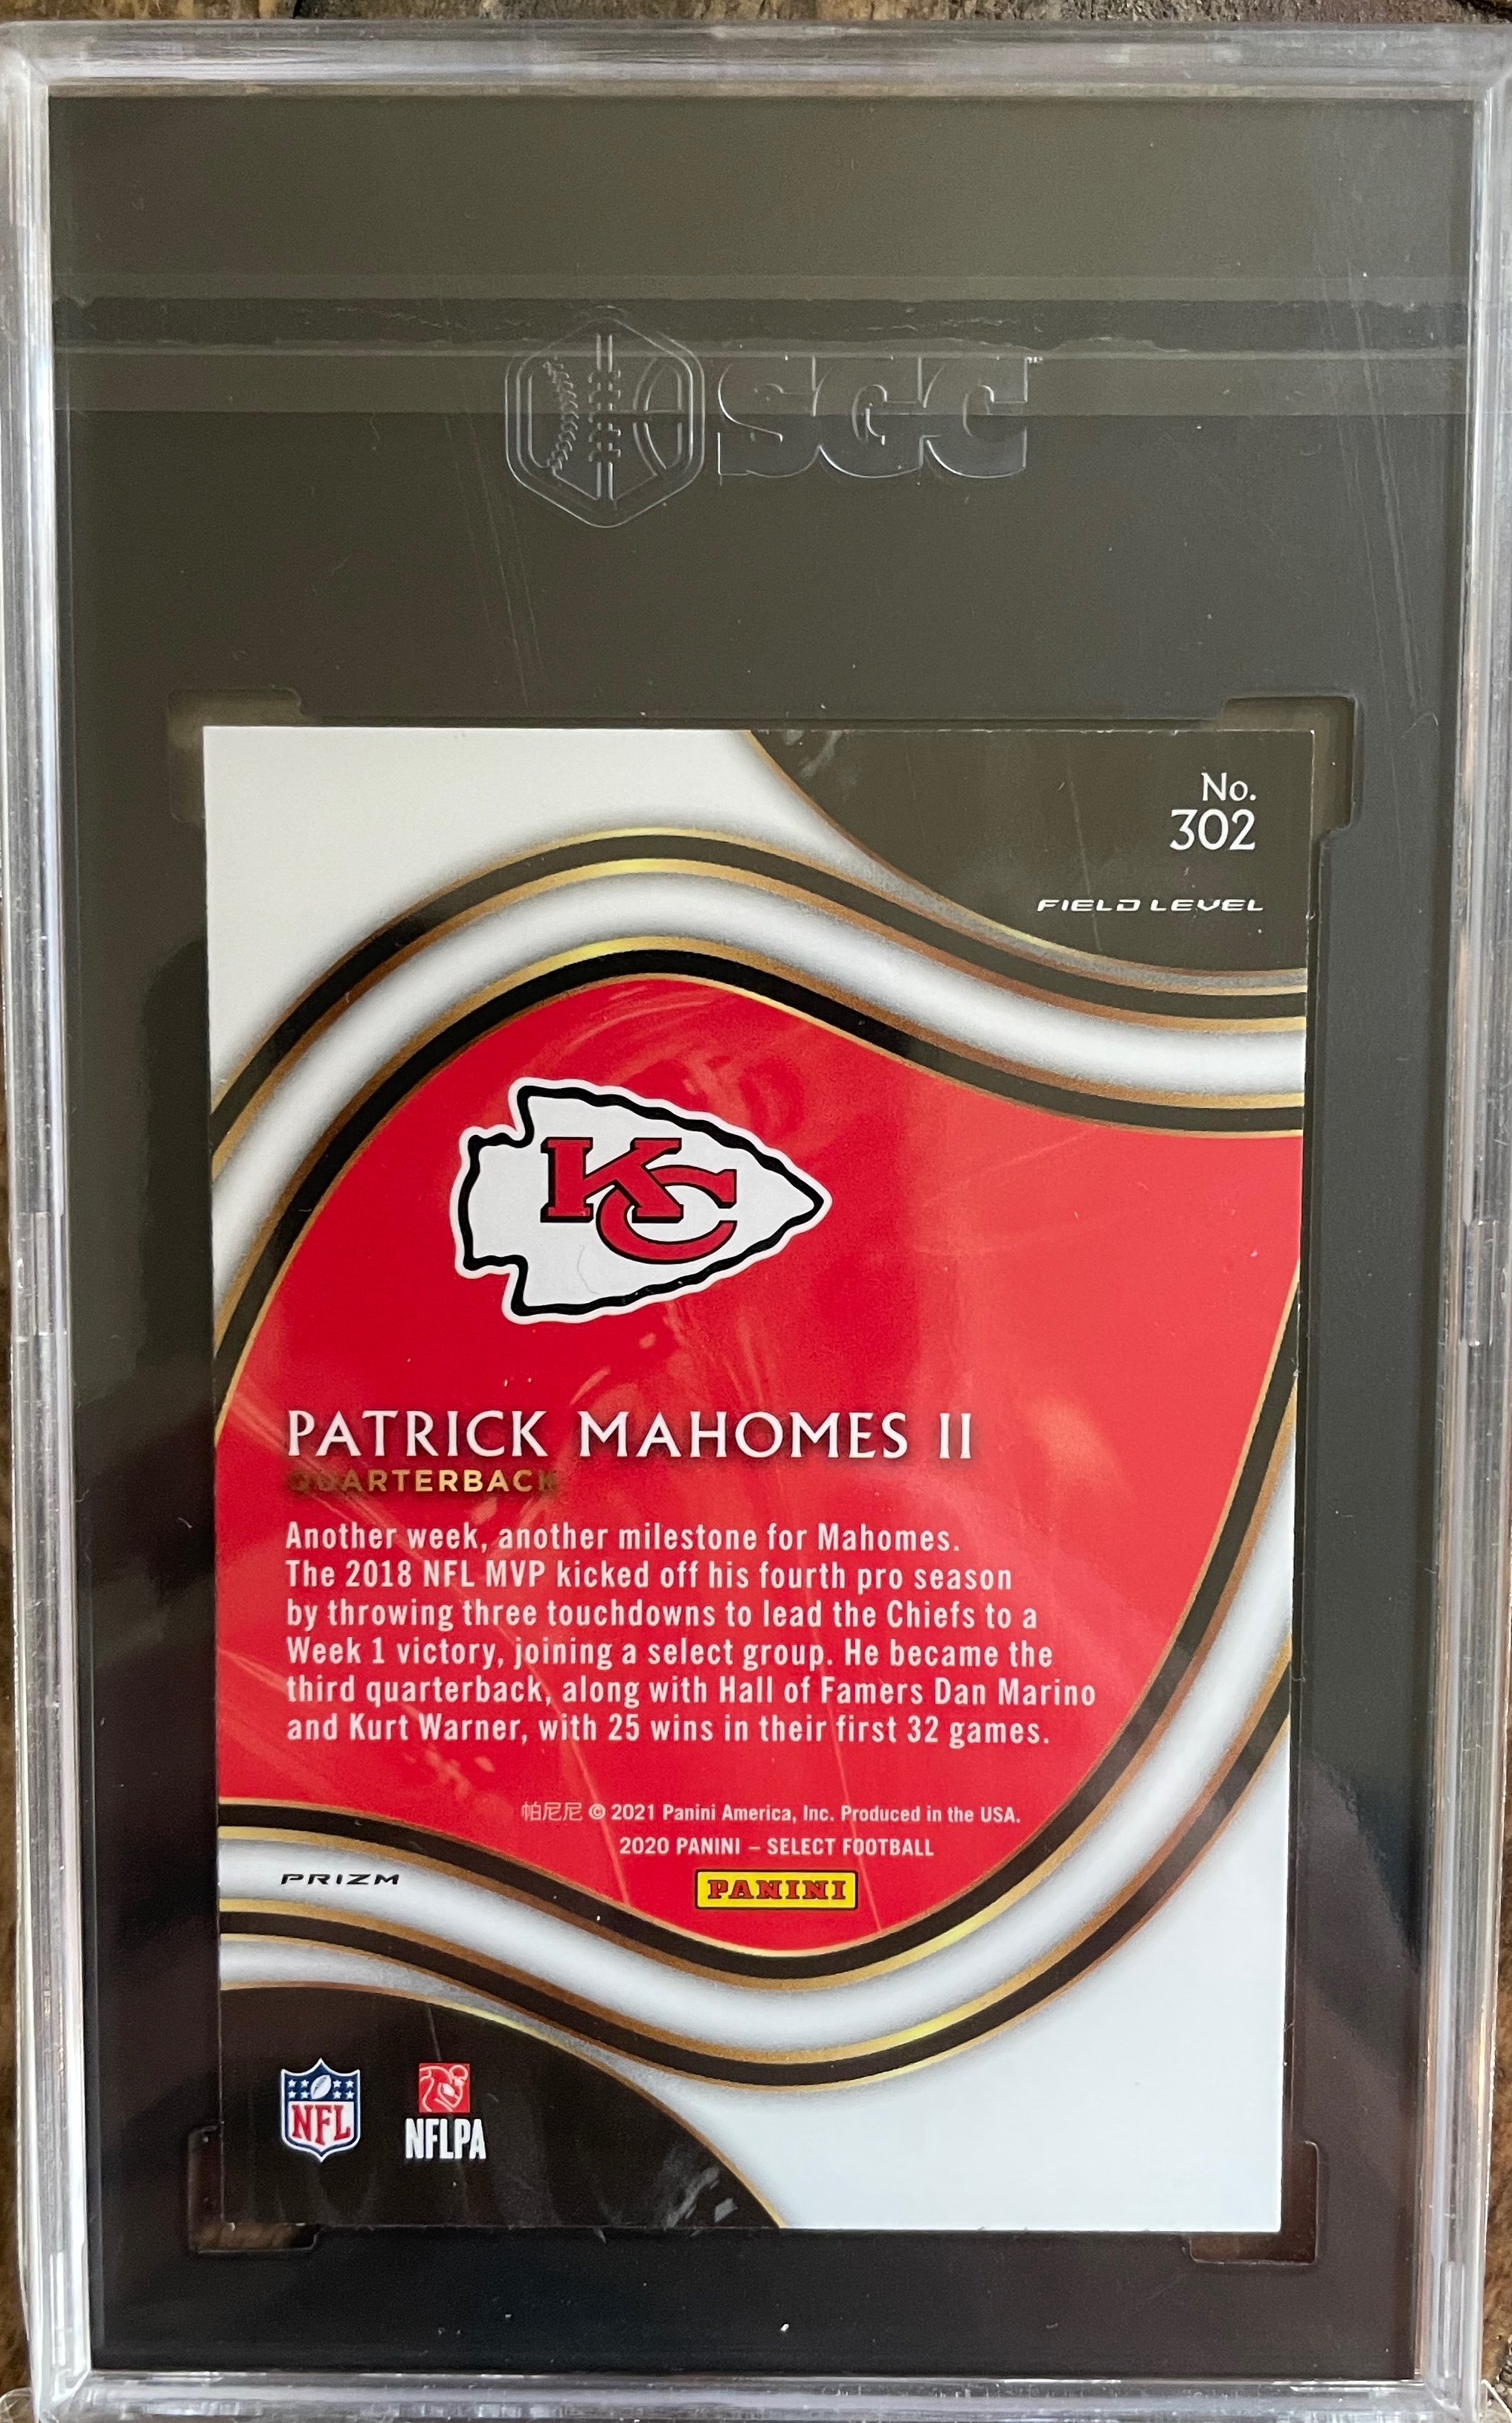 SGC
No.
302
FIELD LEVEL
KC
PATRICK MAHOMES II
QUARTERBACK
Another week, another milestone for Mahomes.
The 2018 NFL MVP kicked off his fourth pro season
by throwing three touchdowns to lead the Chiefs to a
Week 1 victory, joining a select group. He became the
third quarterback, along with Hall of Famers Dan Marino
and Kurt Warner, with 25 wins in their first 32 games.
帕尼尼 © 2021 Panini America, Inc. Produced in the USA.
2020 PANINI – SELECT FOOTBALL
PRIZM
PANINI
NFL
NFLPA